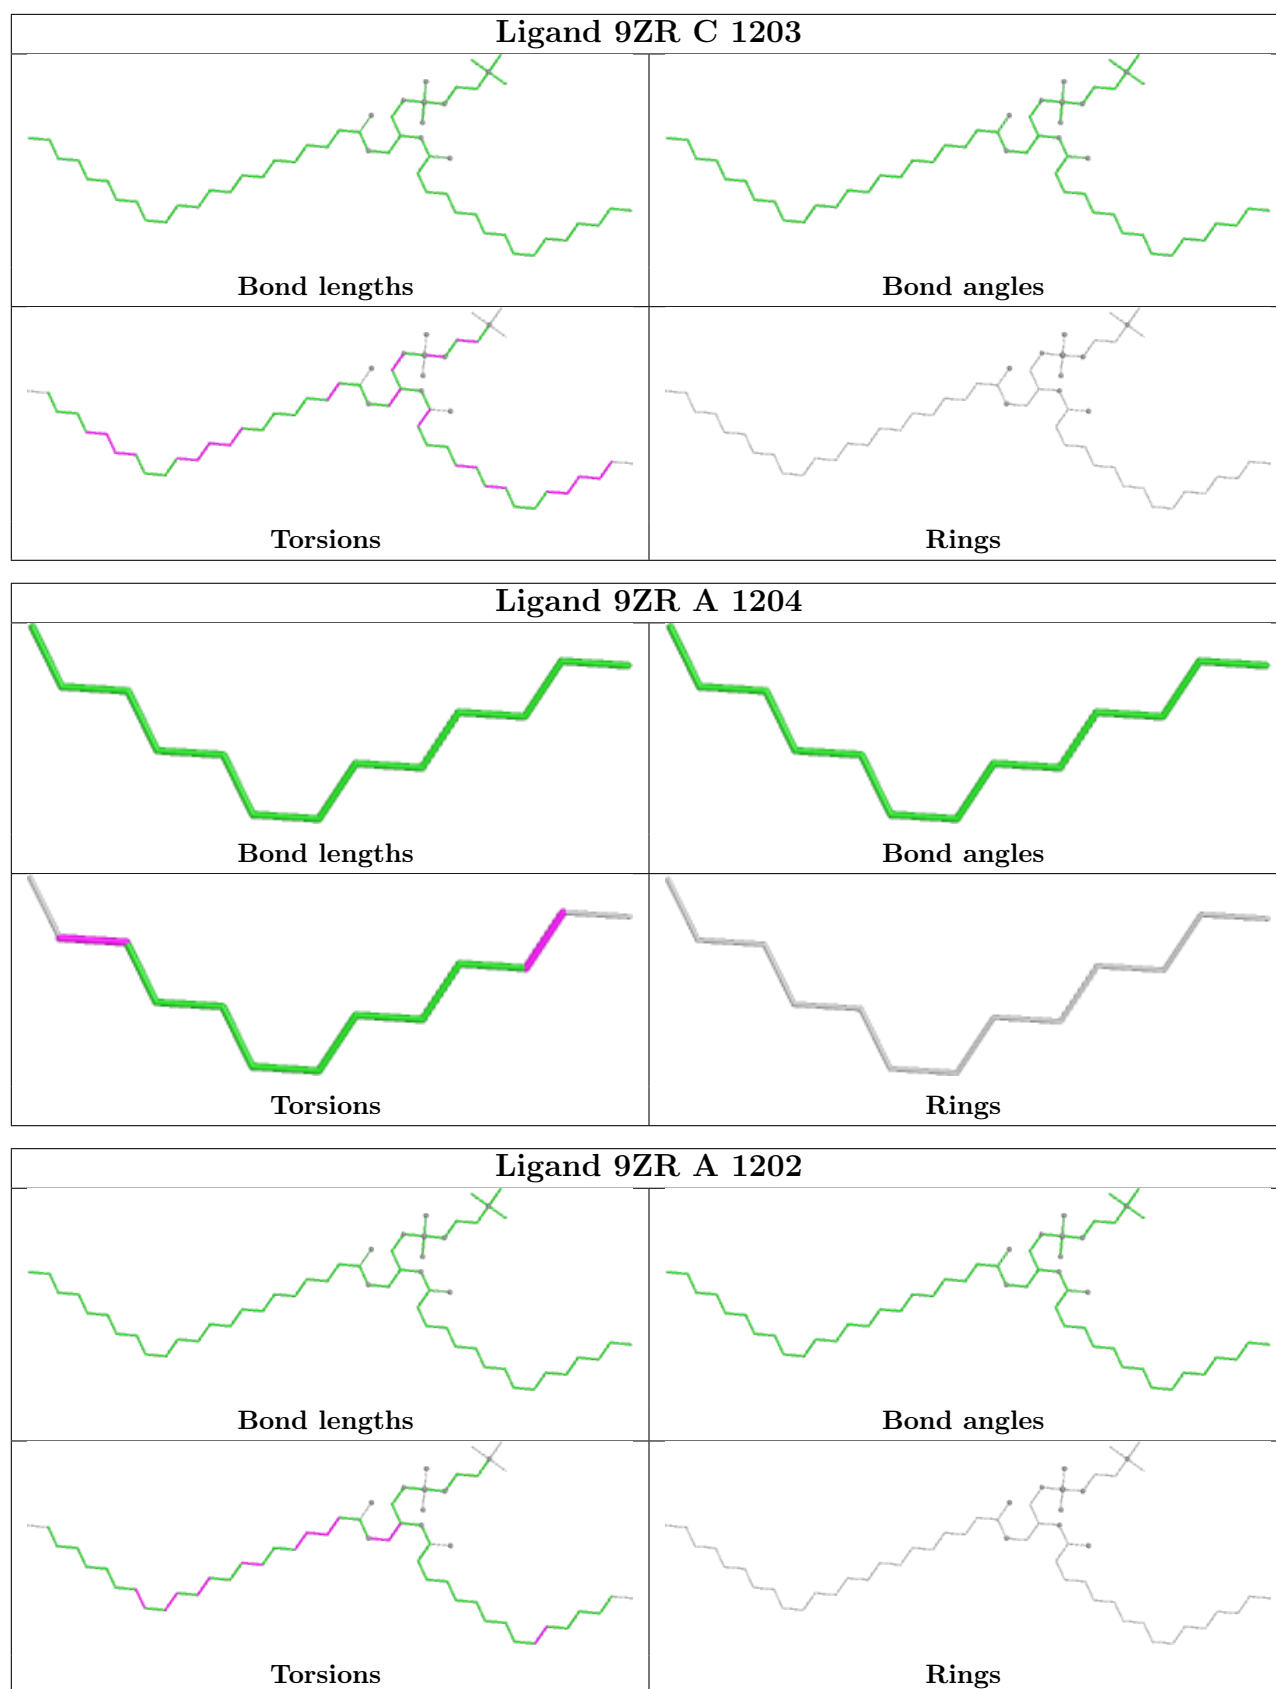 Ligand 9ZR C 1203
Bond lengths
Bond angles
Torsions
Rings
Ligand 9ZR A 1204
Bond lengths
Bond angles
Torsions
Rings
Ligand 9ZR A 1202
Bond lengths
Bond angles
Torsions
Rings